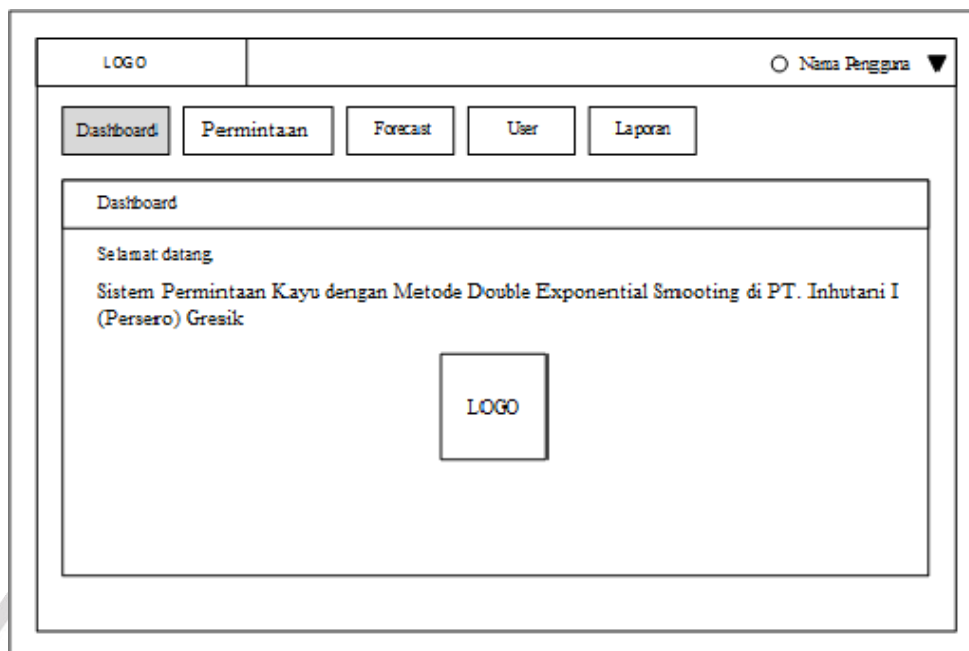 LOGO
Nama Pengguna
Dashboard
Permintaan
Forecast
User
Laporan
Dashboard
Selamat datang,
Sistem Permintaan Kayu dengan Metode Double Exponential Smooting di PT. Inhutani I
(Persero) Gresik
LOGO